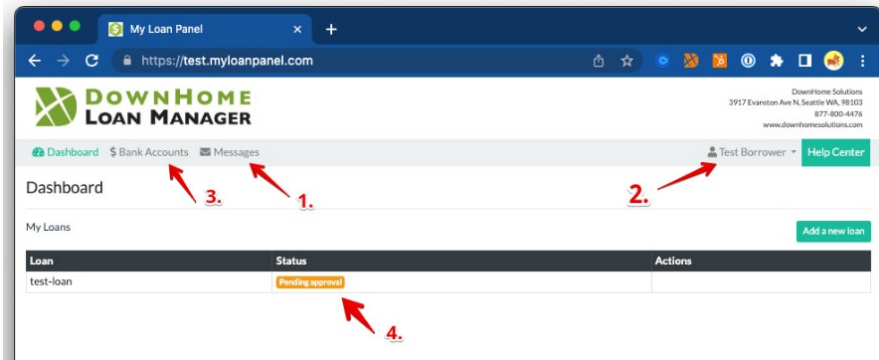 My Loan Panel
https://test.myloanpanel.com
DOWNHOME
LOAN MANAGER
DownHome Solutions
3917 Evanston Ave N, Seattle WA, 98103
877-800-4476
www.downhomesolutions.com
Dashboard $ Bank Accounts Messages Test Borrower Help Center
3. 1. 2.
Dashboard
My Loans Add a new loan
Loan Status Actions
test-loan Pending approval
4.